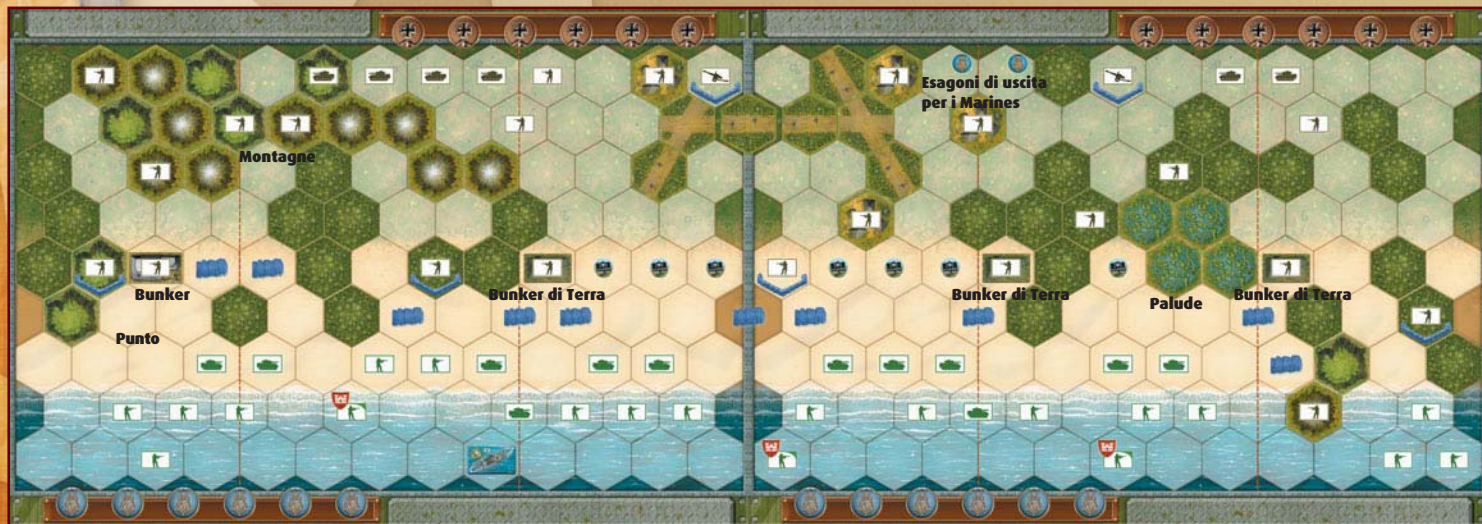 Esagoni di uscita
per i Marines
Montagne
Bunker
Bunker di Terra
Bunker di Terra
Palude
Bunker di Terra
Punto